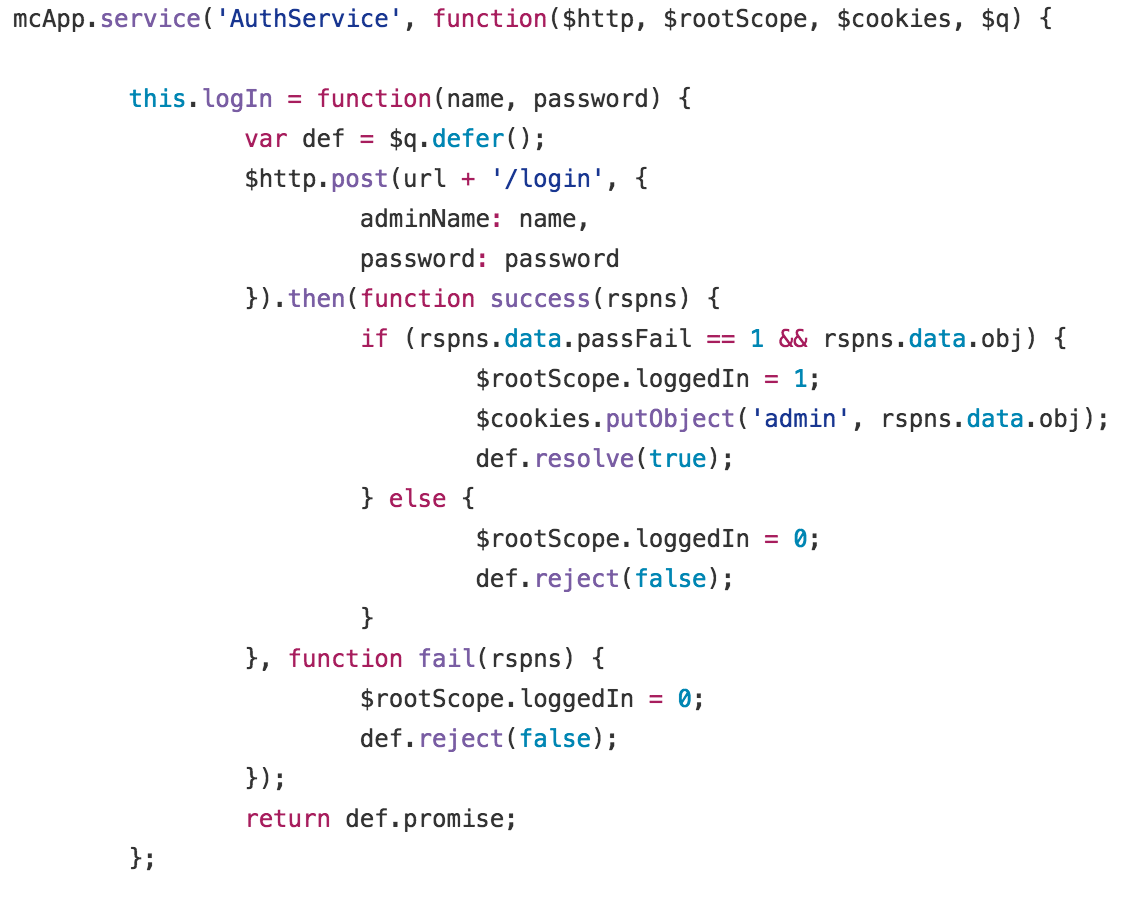 mcApp.service('AuthService', function($http, $rootScope, $cookies, $q) {
this.logIn = function(name, password) {
var def = $q.defer();
$http.post(url + '/login', {
adminName: name,
password: password
}).then(function success(rspns) {
if (rspns.data.passFail == 1 && rspns.data.obj) {
$rootScope.loggedIn = 1;
$cookies.putObject('admin', rspns.data.obj);
def.resolve(true);
} else {
$rootScope.loggedIn = 0;
def.reject(false);
}
}, function fail(rspns) {
$rootScope.loggedIn = 0;
def.reject(false);
});
return def.promise;
};